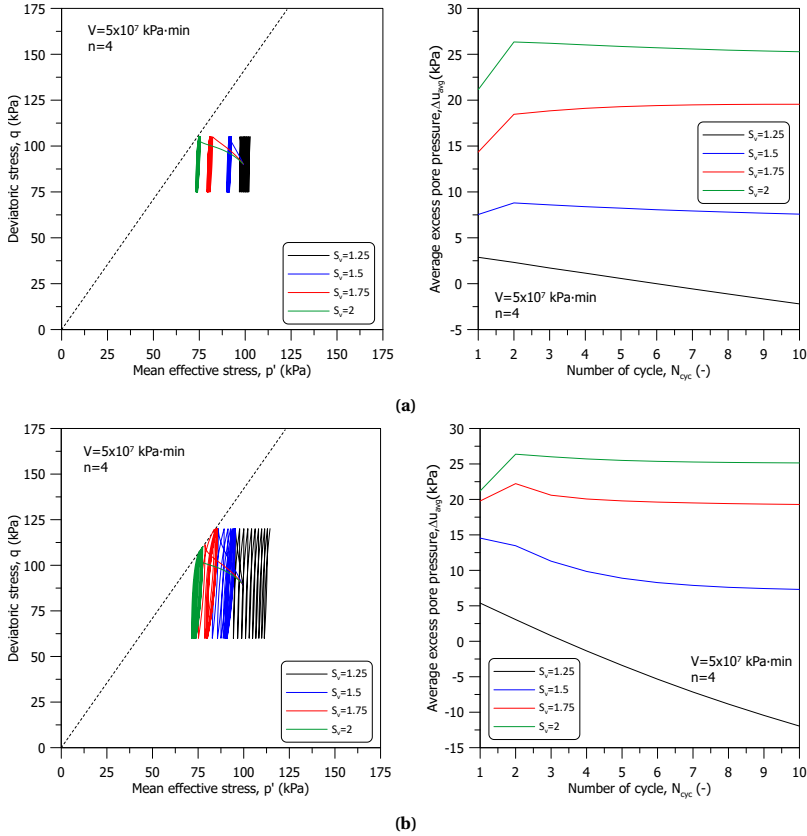 V=5x10⁷ kPa·min
n=4
Deviatoric stress, q (kPa)
175
150
125
100
75
50
25
0
0
25
50
75
100
125
150
175
Mean effective stress, p' (kPa)
Sᵥ=1.25
Sᵥ=1.5
Sᵥ=1.75
Sᵥ=2
Average excess pore pressure,Δu_avg(kPa)
30
25
20
15
10
5
0
-5
1
2
3
4
5
6
7
8
9
10
Number of cycle, N_cyc (-)
Sᵥ=1.25
Sᵥ=1.5
Sᵥ=1.75
Sᵥ=2
V=5x10⁷ kPa·min
n=4
(a)
V=5x10⁷ kPa·min
n=4
Deviatoric stress, q (kPa)
175
150
125
100
75
50
25
0
0
25
50
75
100
125
150
175
Mean effective stress, p' (kPa)
Sᵥ=1.25
Sᵥ=1.5
Sᵥ=1.75
Sᵥ=2
Average excess pore pressure,Δu_avg(kPa)
30
25
20
15
10
5
0
-5
-10
-15
1
2
3
4
5
6
7
8
9
10
Number of cycle, N_cyc (-)
V=5x10⁷ kPa·min
n=4
Sᵥ=1.25
Sᵥ=1.5
Sᵥ=1.75
Sᵥ=2
(b)